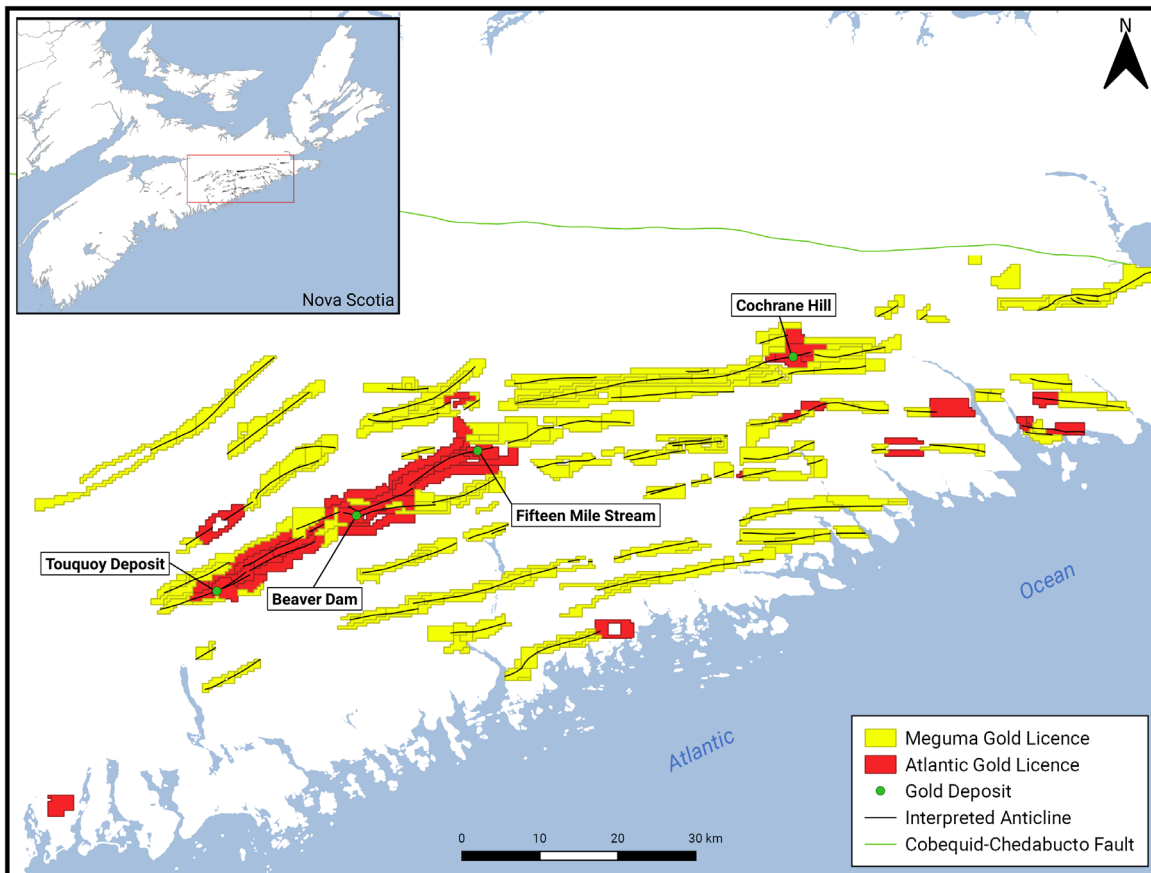 N
Nova Scotia
Cochrane Hill
Fifteen Mile Stream
Touquoy Deposit
Beaver Dam
Ocean
Atlantic
Meguma Gold Licence
Atlantic Gold Licence
Gold Deposit
Interpreted Anticline
Cobequid-Chedabucto Fault
0 10 20 30 km